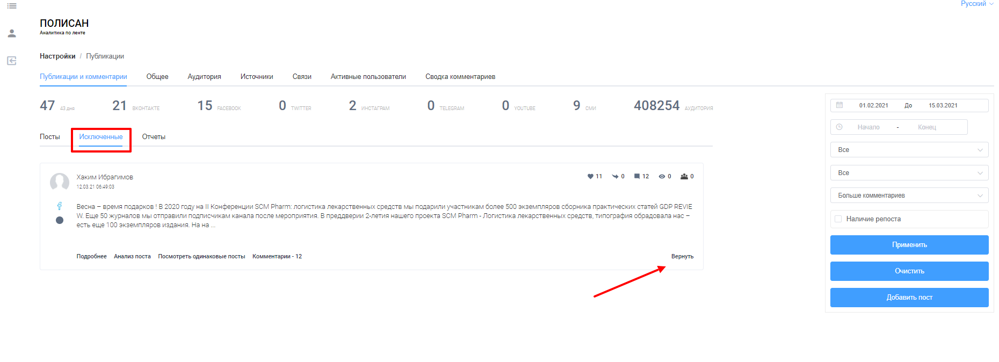 Русский
ПОЛИСАН
Аналитика по ленте
Настройки / Публикации
Публикации и комментарии Общее Аудитория Источники Связи Активные пользователи Сводка комментариев
47 43 дня 21 ВКОНТАКТЕ 15 FACEBOOK 0 TWITTER 2 ИНСТАГРАМ 0 TELEGRAM 0 YOUTUBE 9 СМИ 408254 АУДИТОРИЯ
Посты Исключенные Отчеты
Хаким Ибрагимов
12.03.21 06:49:03
11 0 12 0 0
Весна – время подарков ! В 2020 году на II Конференции SCM Pharm: логистика лекарственных средств мы подарили участникам более 500 экземпляров сборника практических статей GDP REVIE
W. Еще 50 журналов мы отправили подписчикам канала после мероприятия. В преддверии 2-летия нашего проекта SCM Pharm - Логистика лекарственных средств, типография обрадовала нас –
есть еще 100 экземпляров издания. На на ...
Подробнее Анализ поста Посмотреть одинаковые посты Комментарии - 12 Вернуть
01.02.2021 До 15.03.2021
Начало - Конец
Все
Все
Больше комментариев
Наличие репоста
Применить
Очистить
Добавить пост